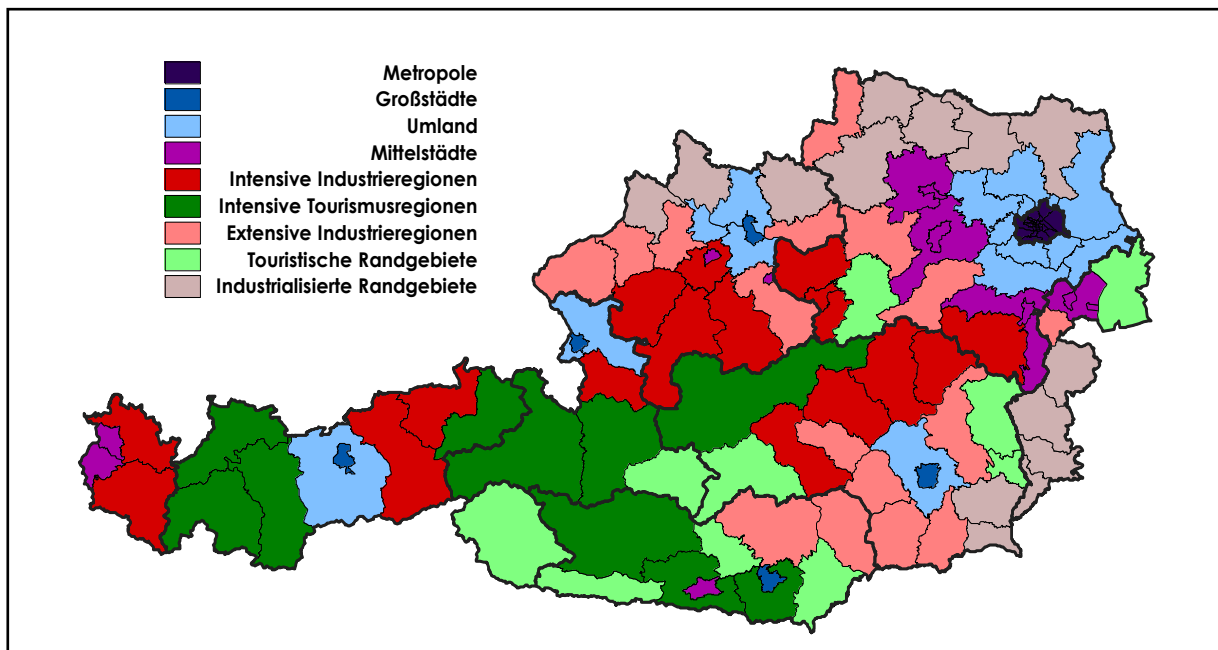 Metropole
Großstädte
Umland
Mittelstädte
Intensive Industrieregionen
Intensive Tourismusregionen
Extensive Industrieregionen
Touristische Randgebiete
Industrialisierte Randgebiete